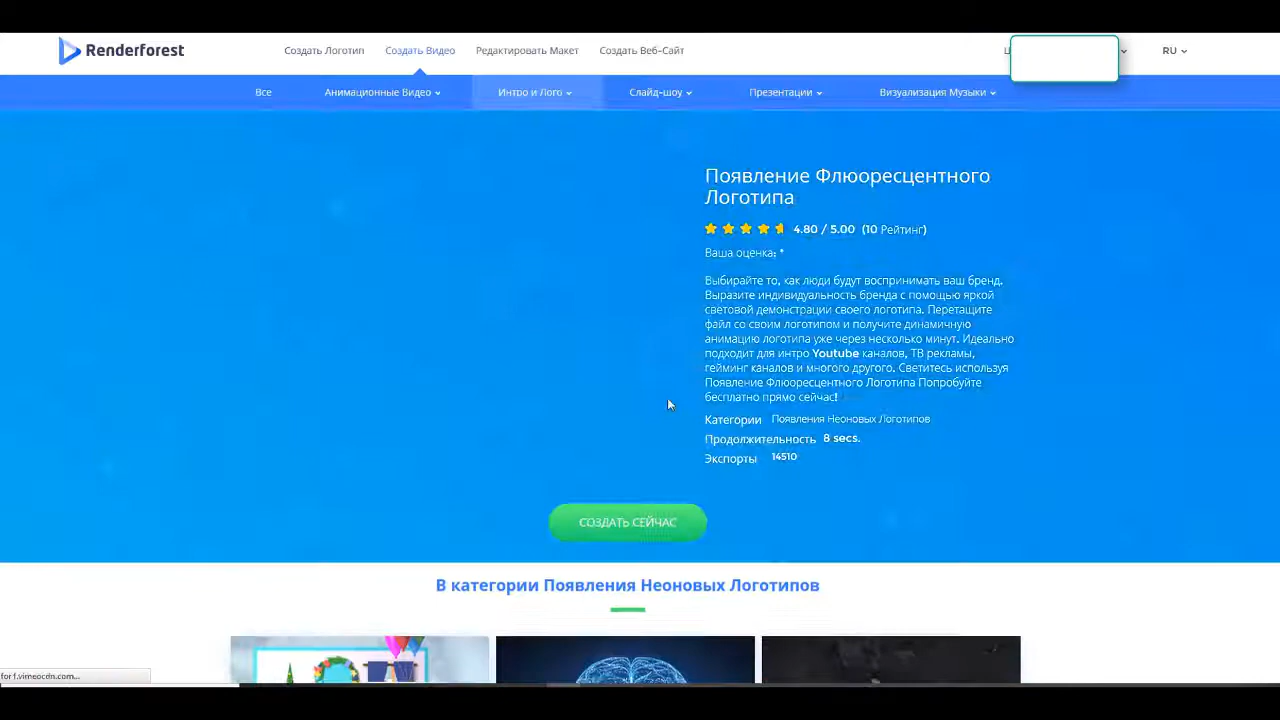 Renderforest
Создать Логотип Создать Видео Редактировать Макет Создать Веб-Сайт RU
Все Анимационные Видео Интро и Лого Слайд-шоу Презентации Визуализация Музыки
Появление Флюоресцентного
Логотипа
4.80 / 5.00 (10 Рейтинг)
Ваша оценка: *
Выбирайте то, как люди будут воспринимать ваш бренд.
Выразите индивидуальность бренда с помощью яркой
световой демонстрации своего логотипа. Перетащите
файл со своим логотипом и получите динамичную
анимацию логотипа уже через несколько минут. Идеально
подходит для интро Youtube каналов, ТВ рекламы,
гейминг каналов и многого другого. Светитесь используя
Появление Флюоресцентного Логотипа Попробуйте
бесплатно прямо сейчас!
Категории Появления Неоновых Логотипов
Продолжительность 8 secs.
Экспорты 14510
СОЗДАТЬ СЕЙЧАС
В категории Появления Неоновых Логотипов